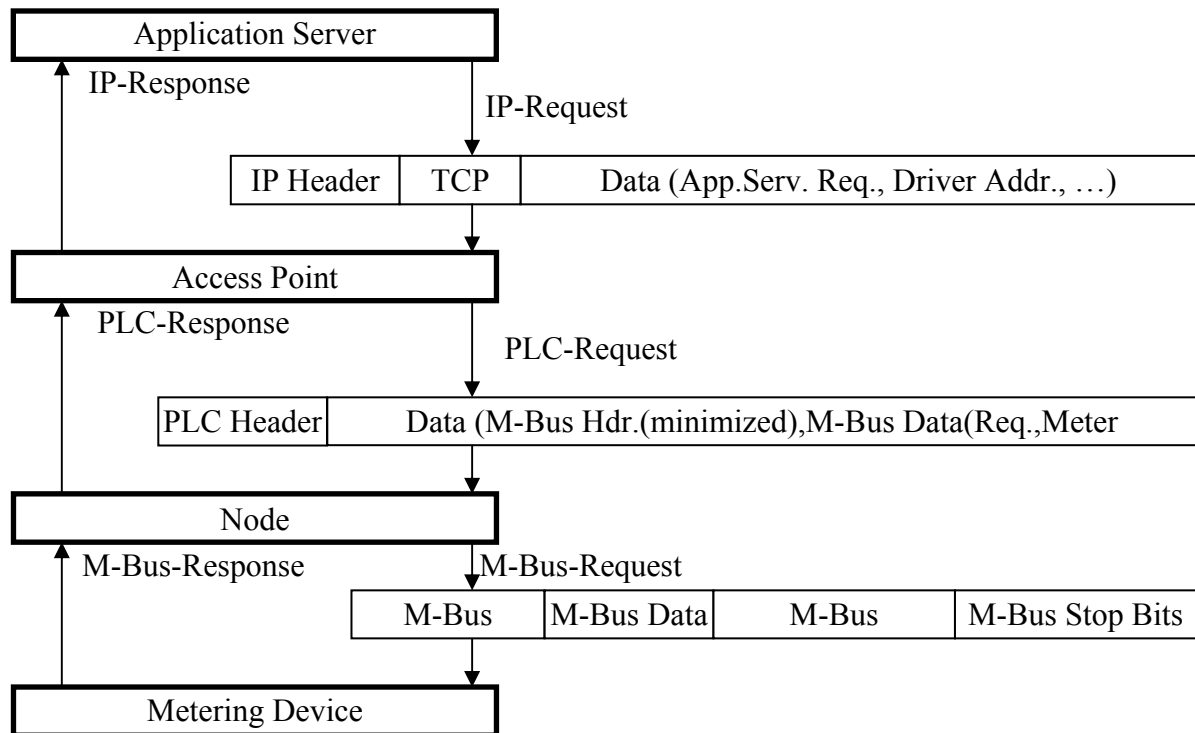 Application Server
IP-Response
IP-Request
IP Header TCP Data (App.Serv. Req., Driver Addr., …)
Access Point
PLC-Response
PLC-Request
PLC Header Data (M-Bus Hdr.(minimized),M-Bus Data(Req.,Meter
Node
M-Bus-Response M-Bus-Request
M-Bus M-Bus Data M-Bus M-Bus Stop Bits
Metering Device